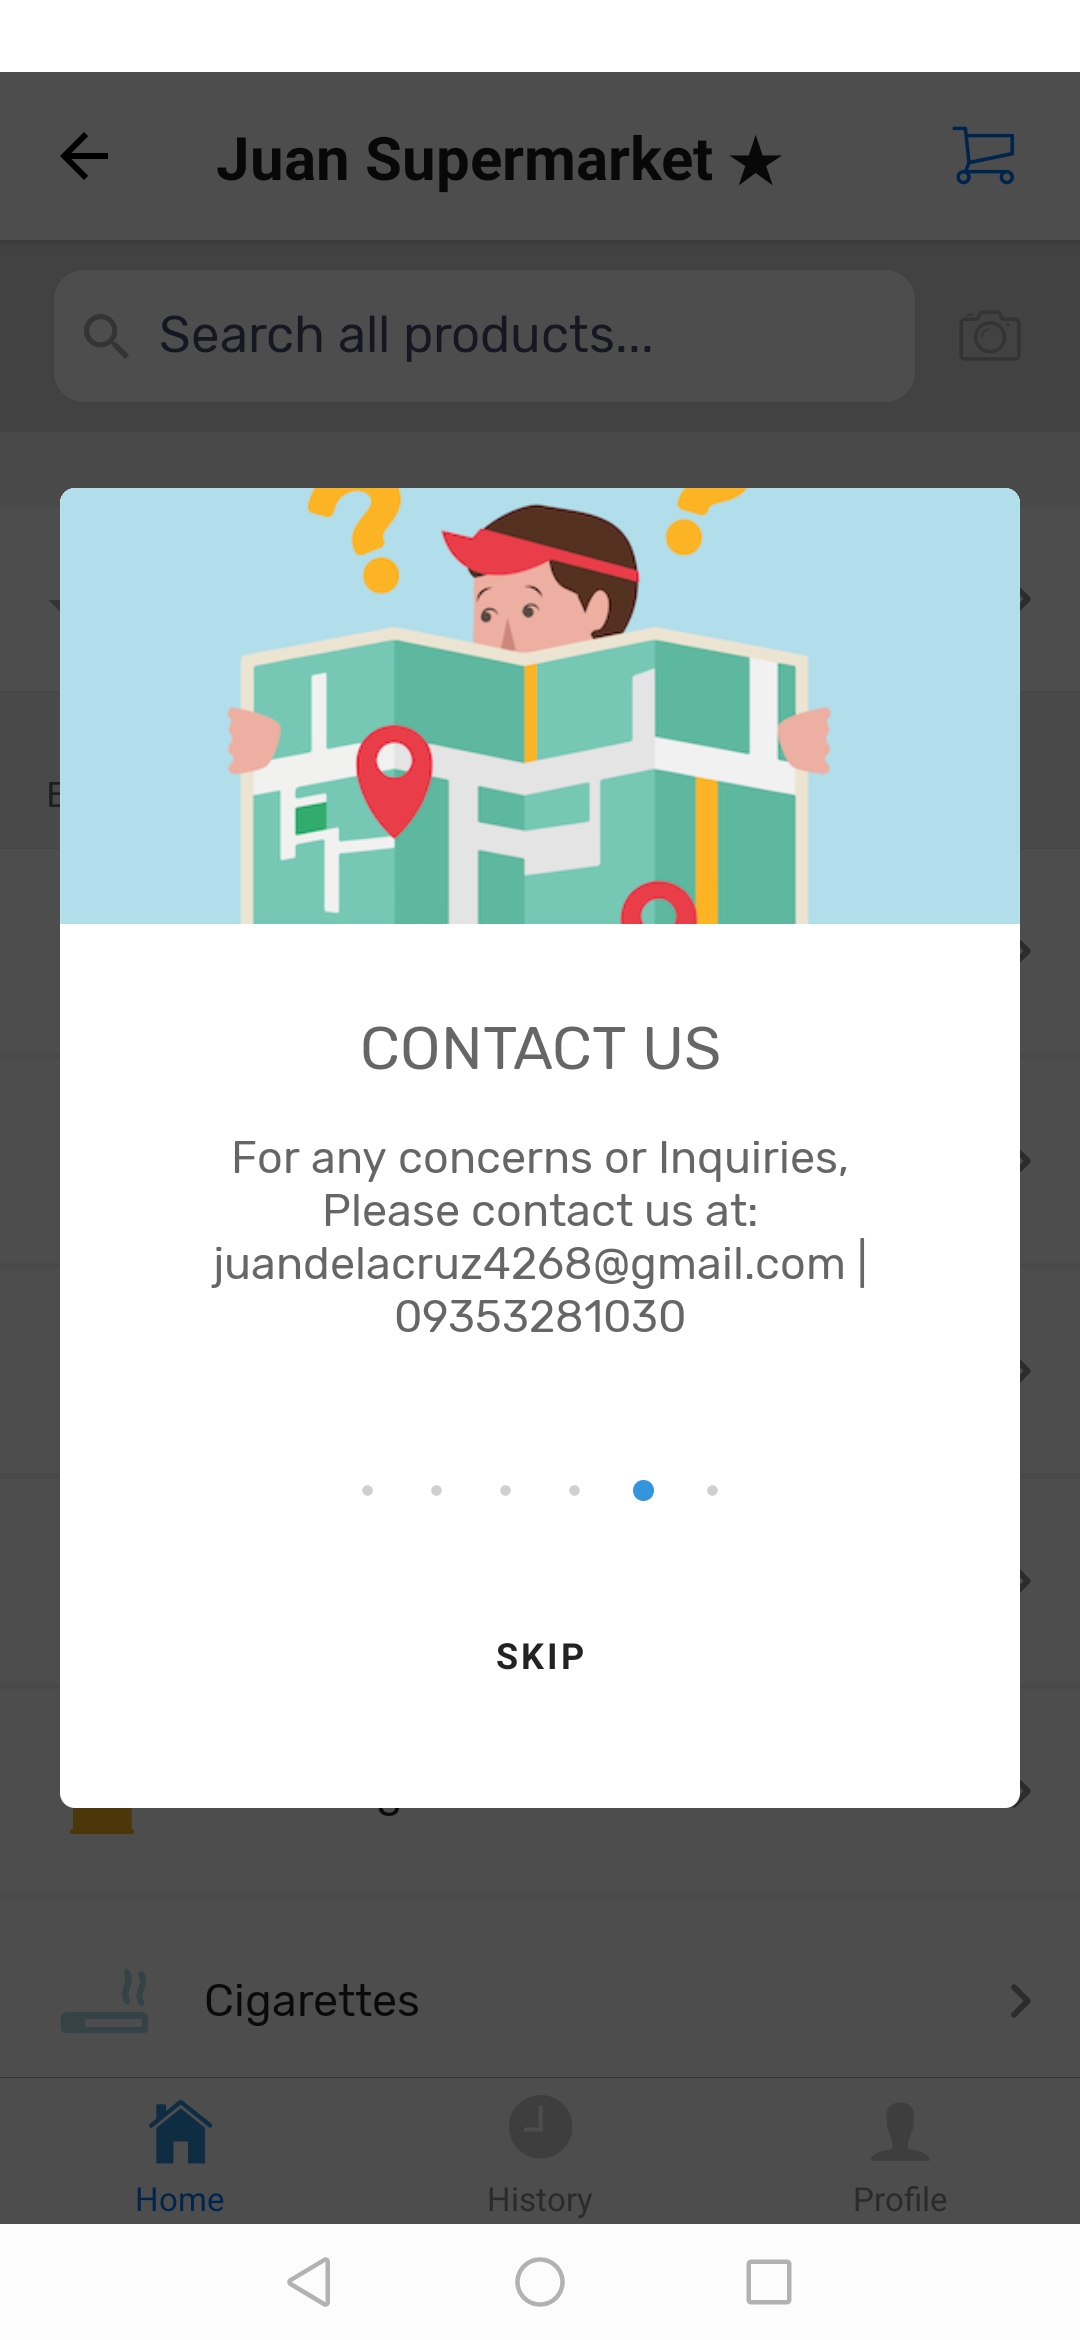 Juan Supermarket ★
Search all products...
CONTACT US
For any concerns or Inquiries,
Please contact us at:
juandelacruz4268@gmail.com |
09353281030
SKIP
Cigarettes
Home
History
Profile